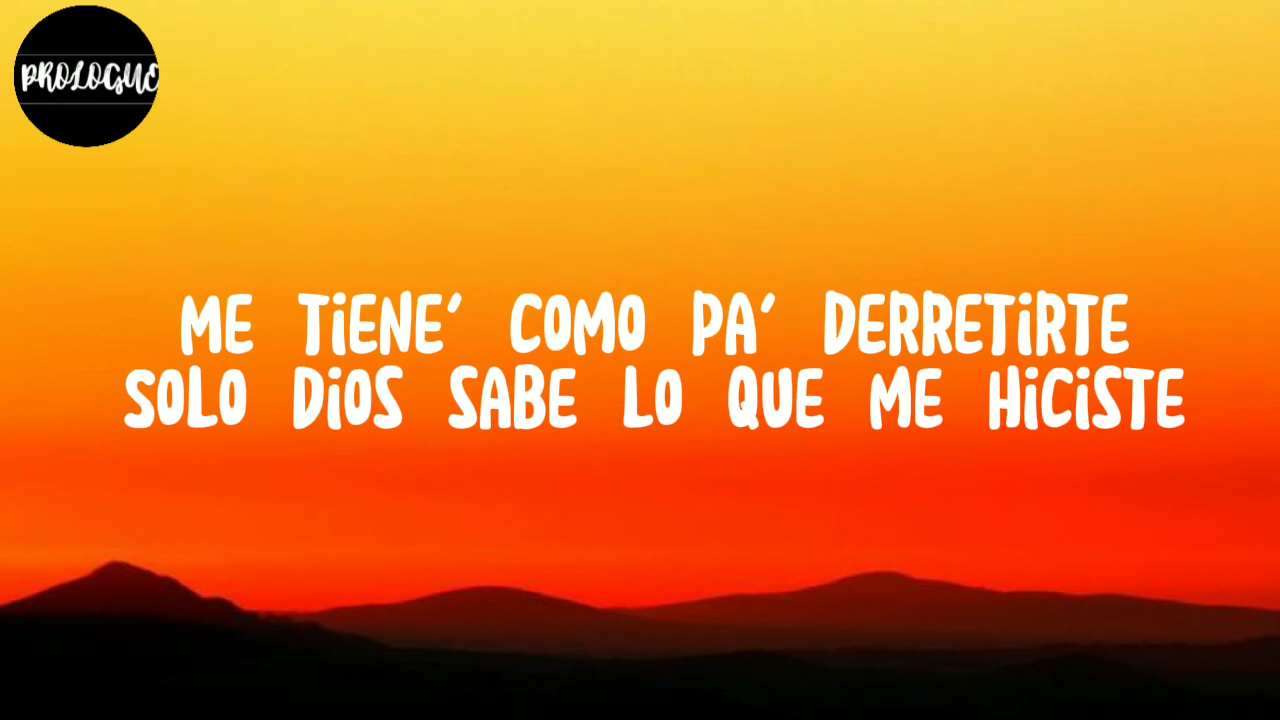 PROLOGUE
ME TiENE' COMO PA' DERRETiRTE
SOLO DiOS SABE LO QUE ME HiCiSTE